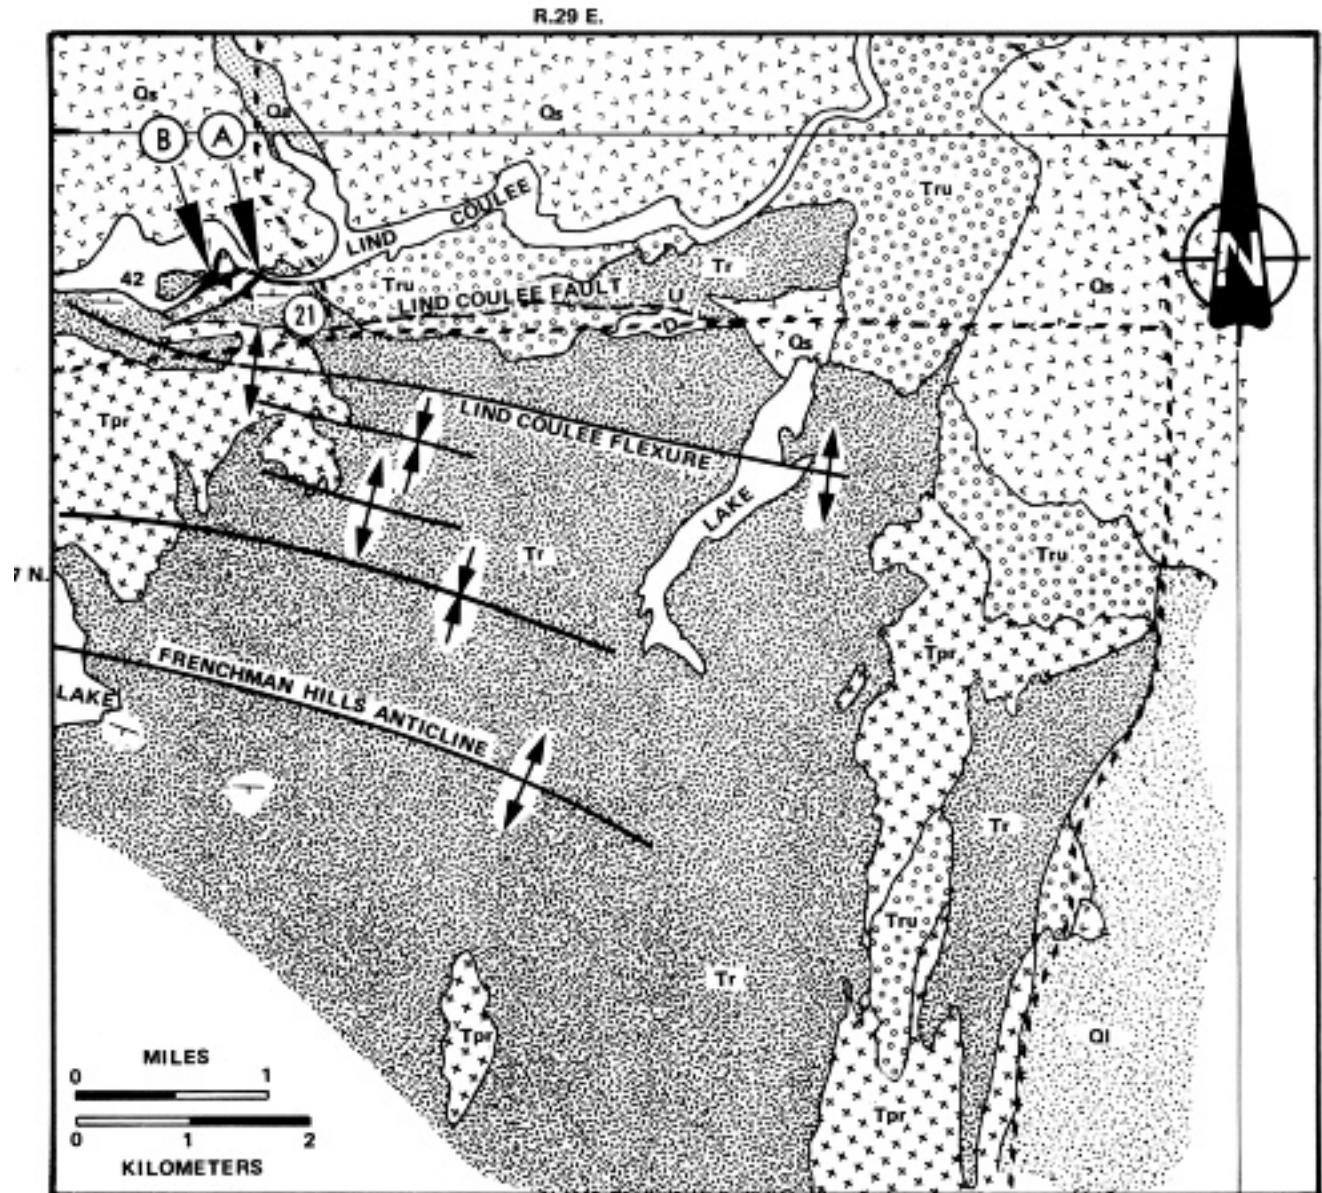 R.29 E.
Qs
Qa
Qs
B
A
Tru
LIND COULEE
42
Tru
Tr
Qs
LIND COULEE FAULT
U
D
21
Qs
Tpr
LIND COULEE FLEXURE
LAKE
N
Tr
Tru
7 N.
Tpr
FRENCHMAN HILLS ANTICLINE
LAKE
Tr
Tru
Tr
Tpr
Ql
MILES
0 1
Tpr
0 1 2
KILOMETERS